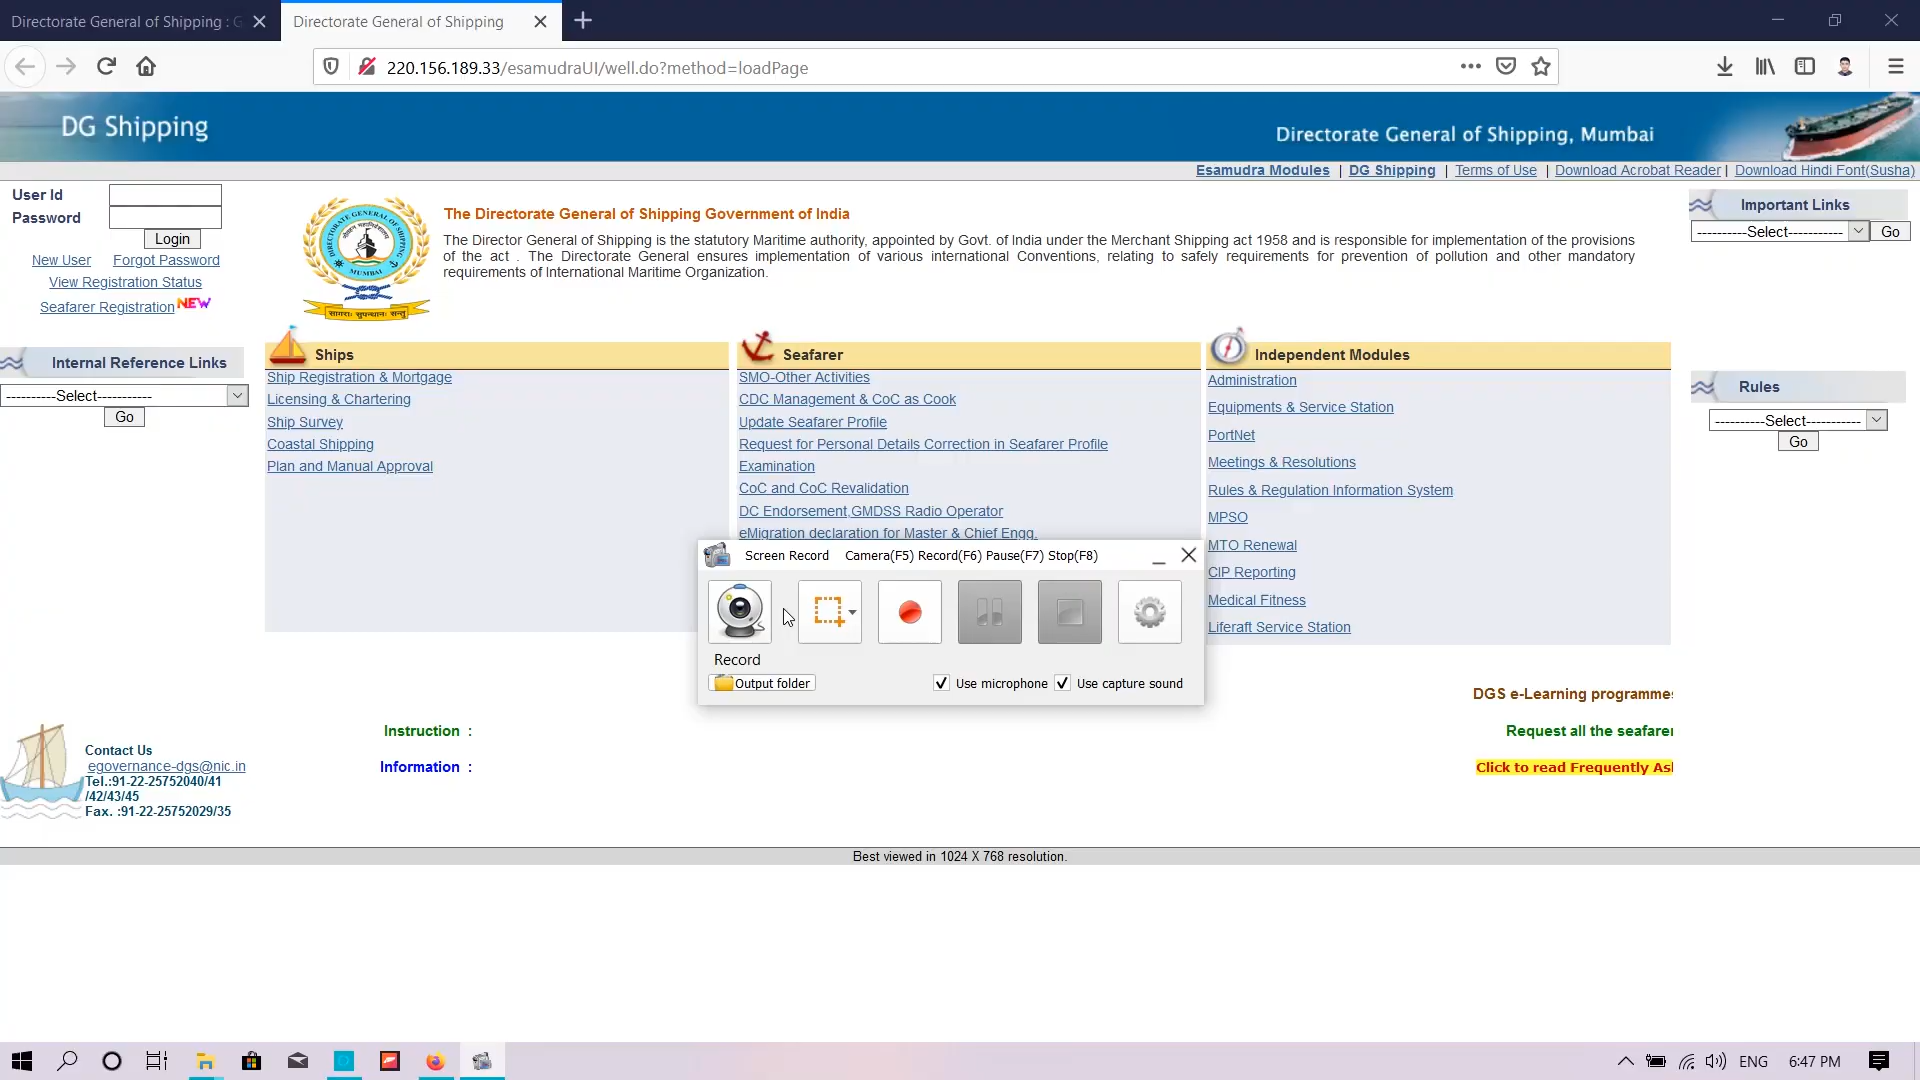 Directorate General of Shipping : G
Directorate General of Shipping
220.156.189.33/esamudraUI/well.do?method=loadPage
DG Shipping
Directorate General of Shipping, Mumbai
Esamudra Modules | DG Shipping | Terms of Use | Download Acrobat Reader | Download Hindi Font(Susha)
User Id
Password
Login
New User Forgot Password
View Registration Status
Seafarer Registration NEW
DIRECTORATE GENERAL OF SHIPPING
MUMBAI
The Directorate General of Shipping Government of India
The Director General of Shipping is the statutory Maritime authority, appointed by Govt. of India under the Merchant Shipping act 1958 and is responsible for implementation of the provisions
of the act . The Directorate General ensures implementation of various international Conventions, relating to safely requirements for prevention of pollution and other mandatory
requirements of International Maritime Organization.
Important Links
----------Select-----------
Go
Internal Reference Links
----------Select-----------
Go
Ships
Ship Registration & Mortgage
Licensing & Chartering
Ship Survey
Coastal Shipping
Plan and Manual Approval
Seafarer
SMO-Other Activities
CDC Management & CoC as Cook
Update Seafarer Profile
Request for Personal Details Correction in Seafarer Profile
Examination
CoC and CoC Revalidation
DC Endorsement,GMDSS Radio Operator
eMigration declaration for Master & Chief Engg.
Independent Modules
Administration
Equipments & Service Station
PortNet
Meetings & Resolutions
Rules & Regulation Information System
MPSO
MTO Renewal
CIP Reporting
Medical Fitness
Liferaft Service Station
Rules
----------Select-----------
Go
Screen Record Camera(F5) Record(F6) Pause(F7) Stop(F8)
Record
Output folder
Use microphone
Use capture sound
DGS e-Learning programmes
Instruction :
Request all the seafarer
Information :
Click to read Frequently As
Contact Us
egovernance-dgs@nic.in
Tel.:91-22-25752040/41
/42/43/45
Fax. :91-22-25752029/35
Best viewed in 1024 X 768 resolution.
ENG
6:47 PM